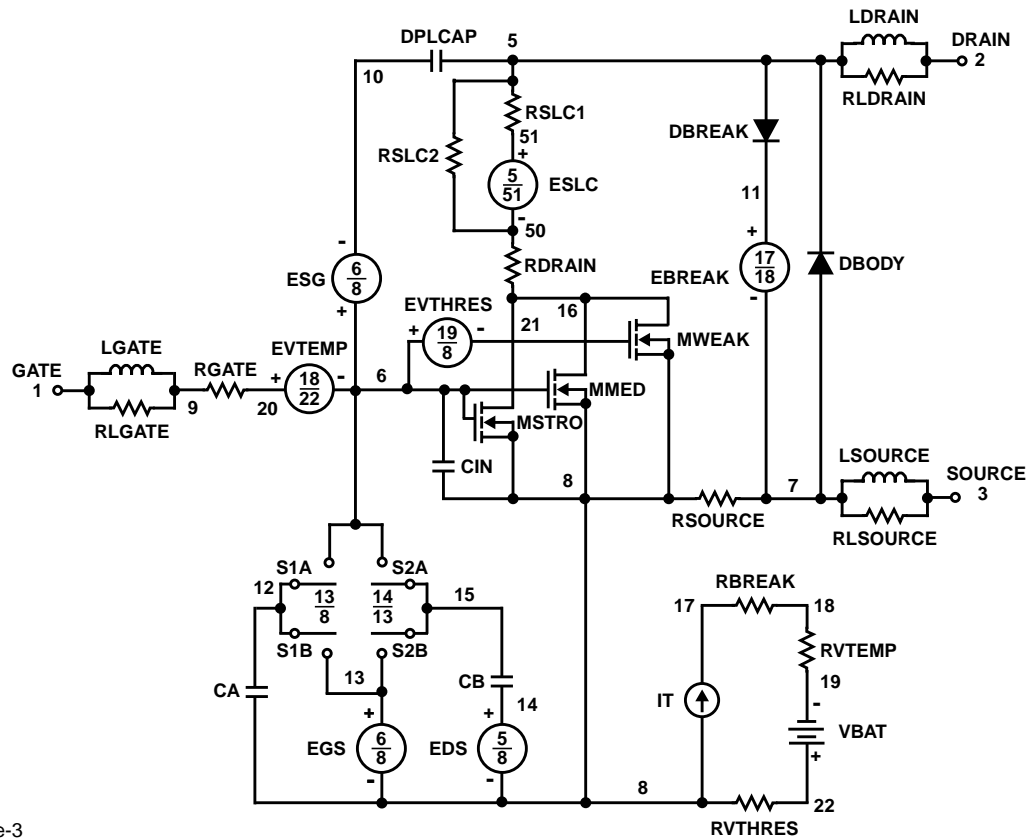 LDRAIN
DPLCAP 5 DRAIN
10 2
RLDRAIN
RSLC1
DBREAK
51
RSLC2 +
5
51
ESLC
11
-
50
- +
RDRAIN
6
8
ESG
17
18
EBREAK
DBODY
+ -
EVTHRES
16
21
+ 19
8
-
MWEAK
LGATE EVTEMP
GATE RGATE
1 + 18
22
- 6
MMED
9 20
MSTRO
RLGATE
LSOURCE
CIN SOURCE
8 7 3
RSOURCE
RLSOURCE
S1A S2A
12 RBREAK
13
8
14
13
15 17 18
S1B S2B
RVTEMP
13 CB 19
CA IT -
14
+ +
VBAT
EGS 6
8
EDS 5
8
+
- - 8
22
RVTHRES
e-3